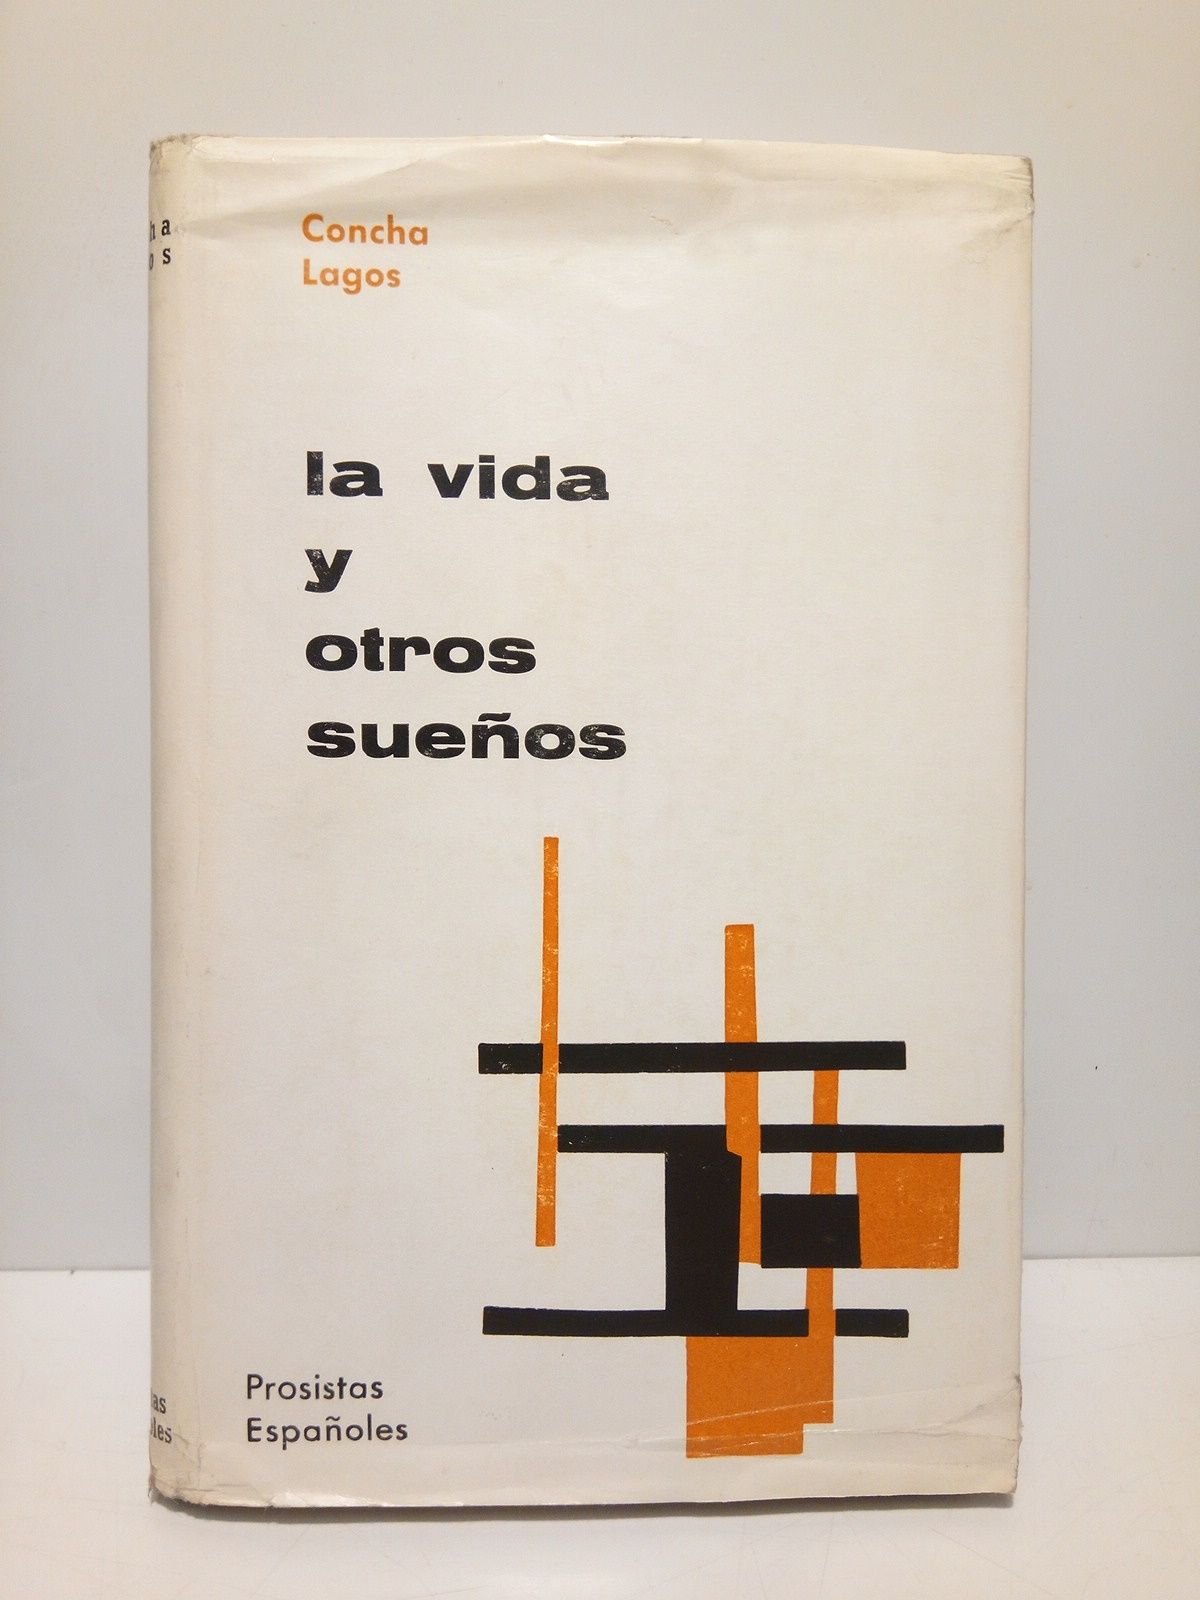 Concha
Lagos
la vida
y
otros
sueños
Prosistas
Españoles